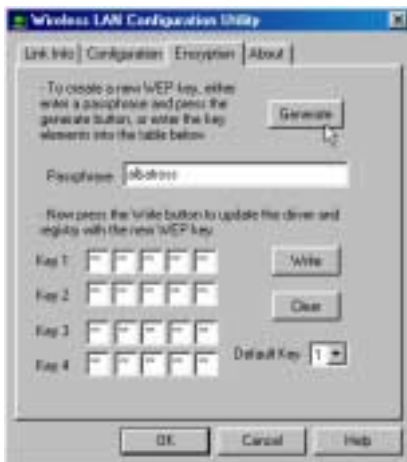 Wireless LAN Configuration Utility
Link Info Configuration Encryption About
To create a new WEP key, either
enter a passphrase and press the
generate button, or enter the key
elements into the table below
Generate
Passphrase albatross
Now press the Write button to update the driver and
registry with the new WEP key
Key 1
Write
Key 2
Clear
Key 3
Default Key 1
Key 4
OK Cancel Help